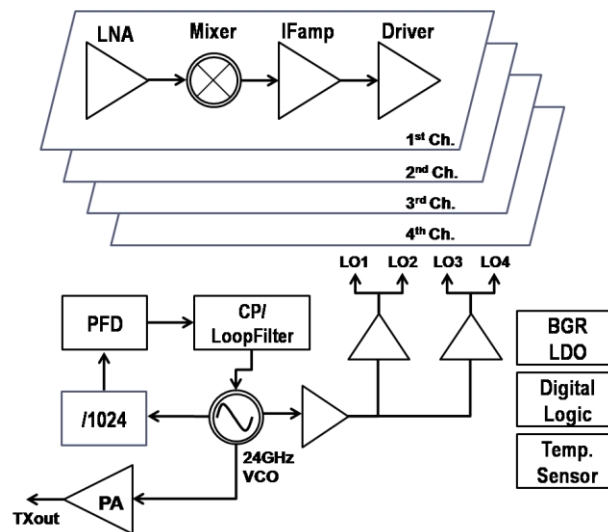 LNA
Mixer
IFamp
Driver
1st Ch.
2nd Ch.
3rd Ch.
4th Ch.
LO1
LO2
LO3
LO4
PFD
CP/
LoopFilter
BGR
LDO
/1024
Digital
Logic
24GHz
VCO
Temp.
Sensor
PA
TXout